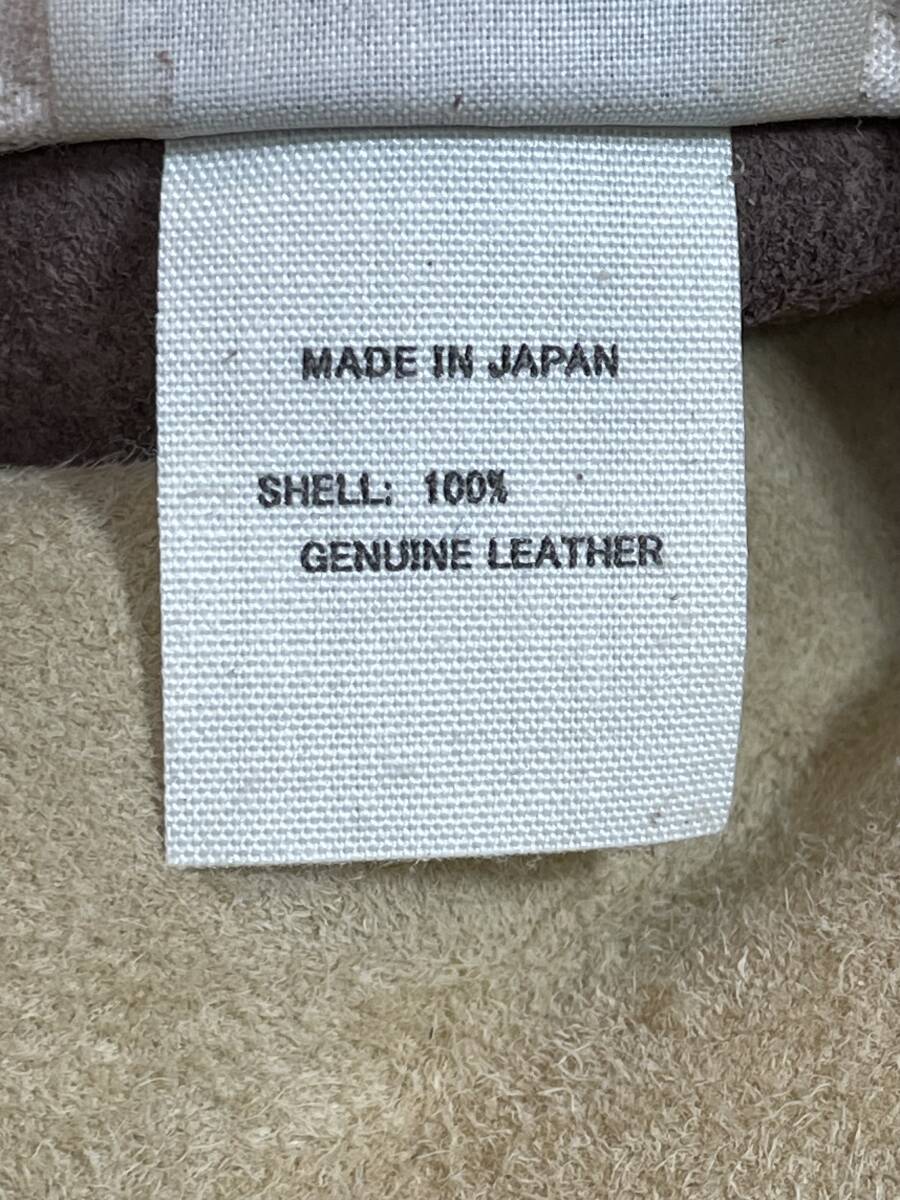 MADE IN JAPAN
SHELL: 100%
GENUINE LEATHER